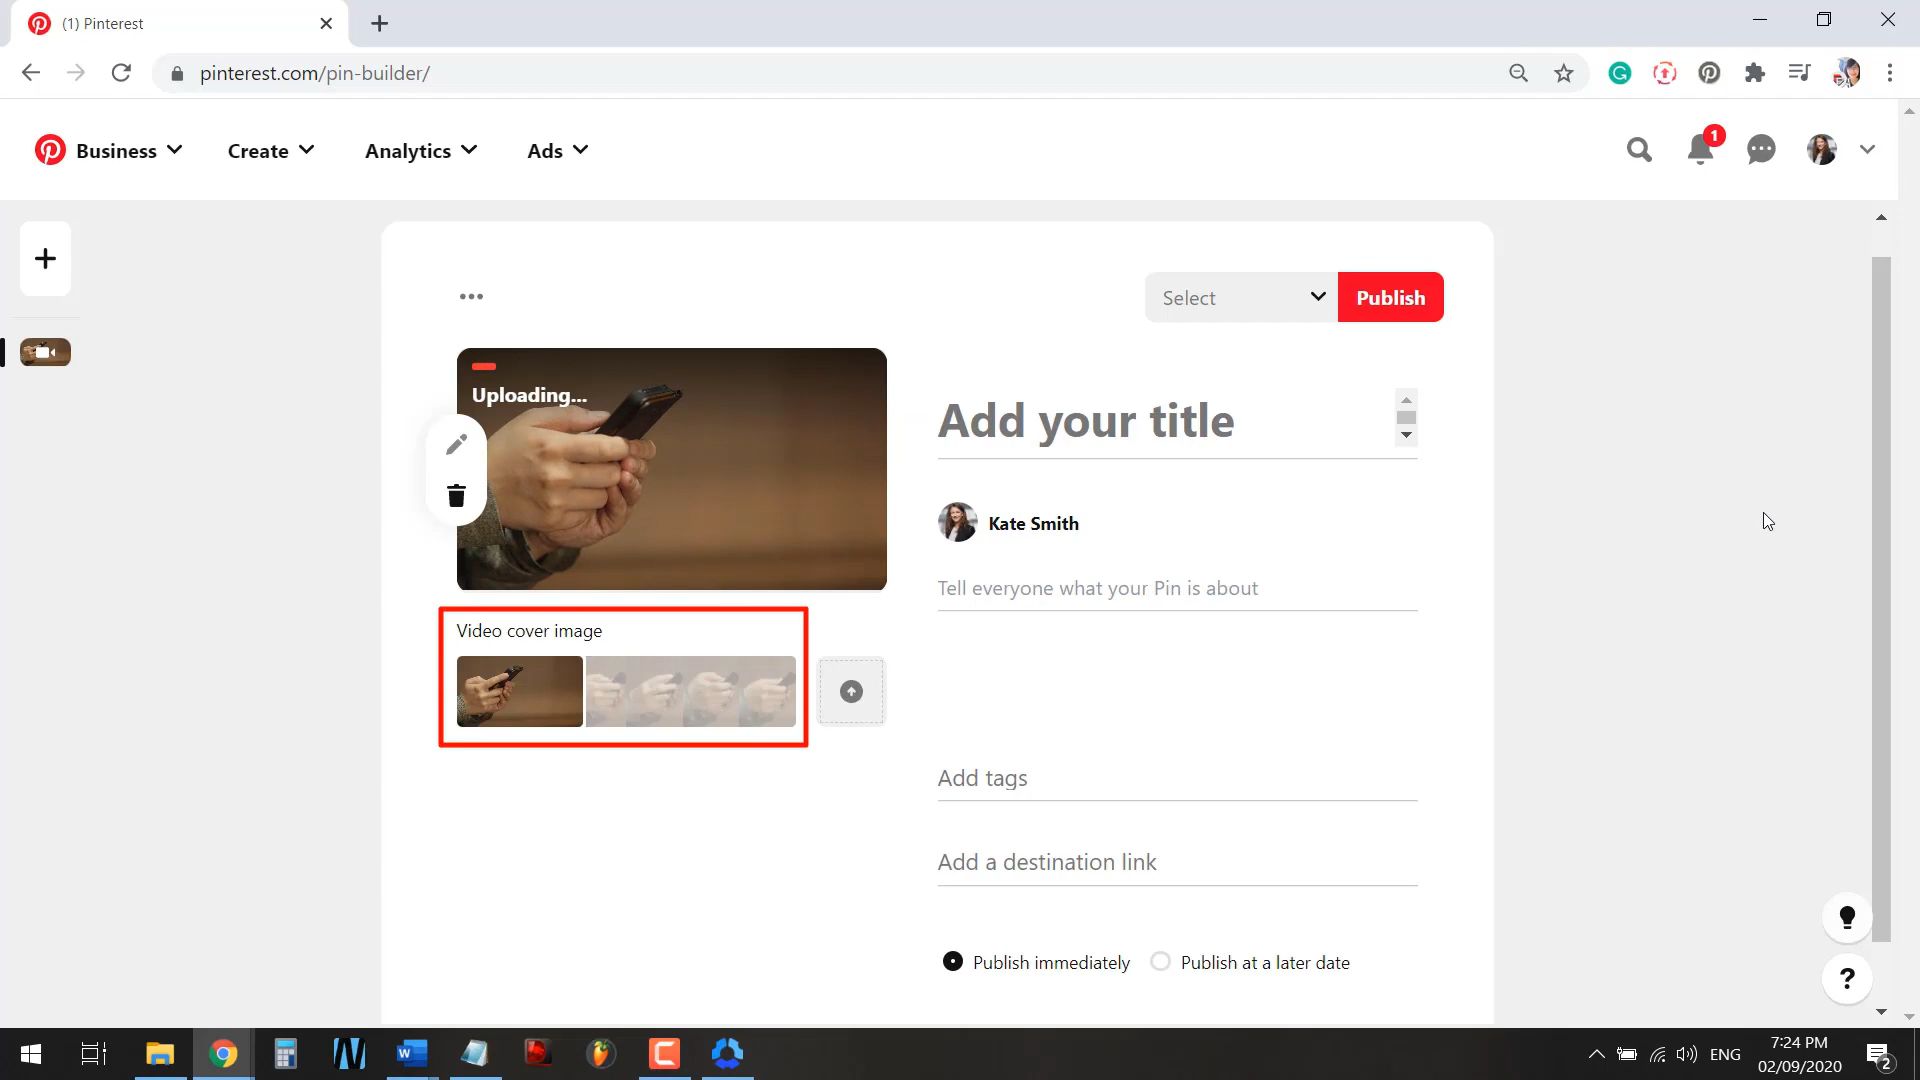 (1) Pinterest
pinterest.com/pin-builder/
Business
Create
Analytics
Ads
1
Select
Publish
Uploading...
Add your title
Kate Smith
Tell everyone what your Pin is about
Video cover image
Add tags
Add a destination link
Publish immediately
Publish at a later date
?
ENG
7:24 PM
02/09/2020
2